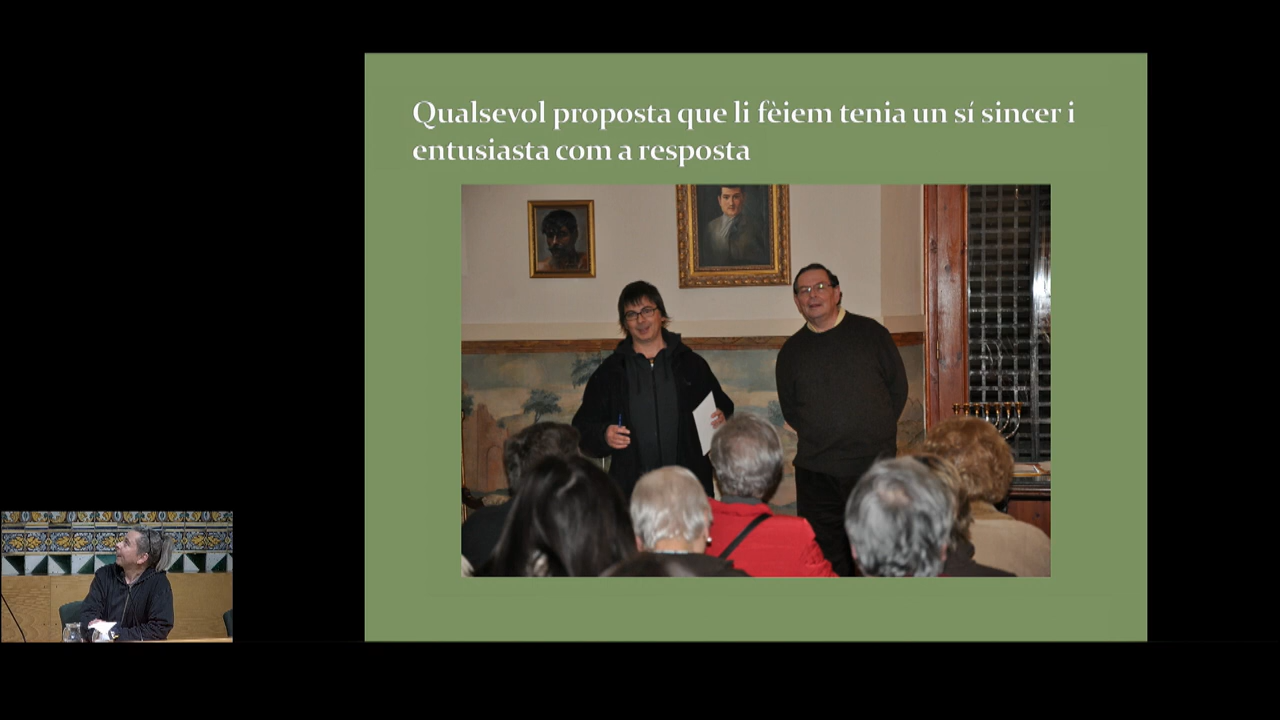 Qualsevol proposta que li fèiem tenia un sí sincer i
entusiasta com a resposta